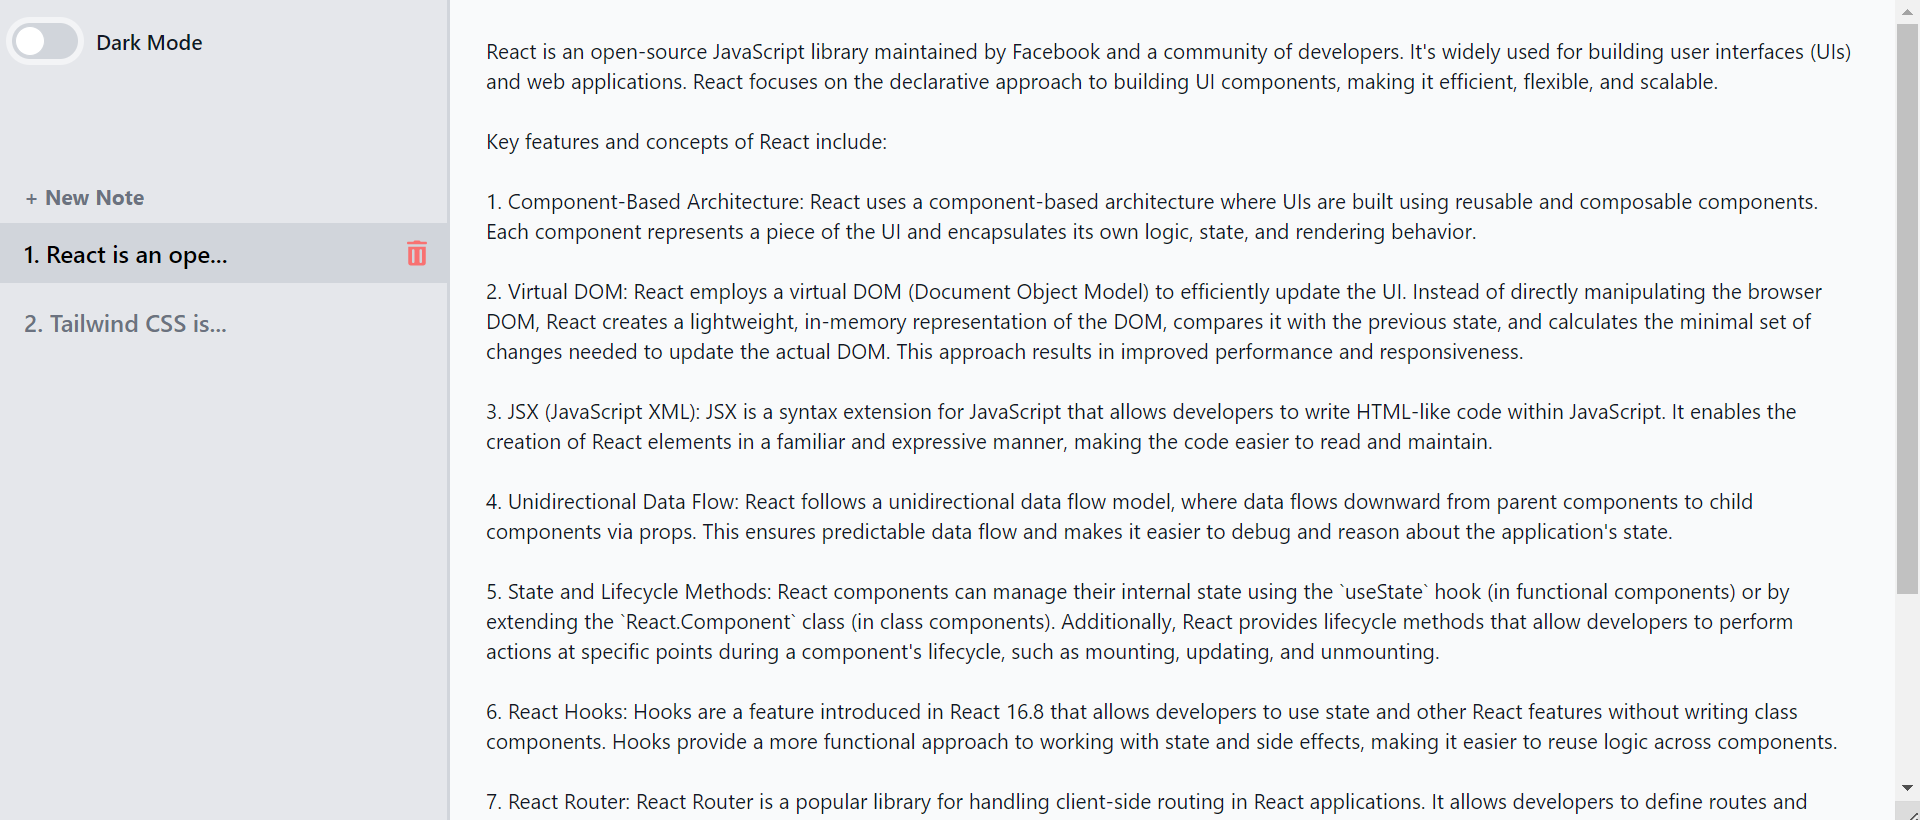 Dark Mode
+ New Note
1. React is an ope...
2. Tailwind CSS is...
React is an open-source JavaScript library maintained by Facebook and a community of developers. It's widely used for building user interfaces (UIs)
and web applications. React focuses on the declarative approach to building UI components, making it efficient, flexible, and scalable.
Key features and concepts of React include:
1. Component-Based Architecture: React uses a component-based architecture where UIs are built using reusable and composable components.
Each component represents a piece of the UI and encapsulates its own logic, state, and rendering behavior.
2. Virtual DOM: React employs a virtual DOM (Document Object Model) to efficiently update the UI. Instead of directly manipulating the browser
DOM, React creates a lightweight, in-memory representation of the DOM, compares it with the previous state, and calculates the minimal set of
changes needed to update the actual DOM. This approach results in improved performance and responsiveness.
3. JSX (JavaScript XML): JSX is a syntax extension for JavaScript that allows developers to write HTML-like code within JavaScript. It enables the
creation of React elements in a familiar and expressive manner, making the code easier to read and maintain.
4. Unidirectional Data Flow: React follows a unidirectional data flow model, where data flows downward from parent components to child
components via props. This ensures predictable data flow and makes it easier to debug and reason about the application's state.
5. State and Lifecycle Methods: React components can manage their internal state using the `useState` hook (in functional components) or by
extending the `React.Component` class (in class components). Additionally, React provides lifecycle methods that allow developers to perform
actions at specific points during a component's lifecycle, such as mounting, updating, and unmounting.
6. React Hooks: Hooks are a feature introduced in React 16.8 that allows developers to use state and other React features without writing class
components. Hooks provide a more functional approach to working with state and side effects, making it easier to reuse logic across components.
7. React Router: React Router is a popular library for handling client-side routing in React applications. It allows developers to define routes and